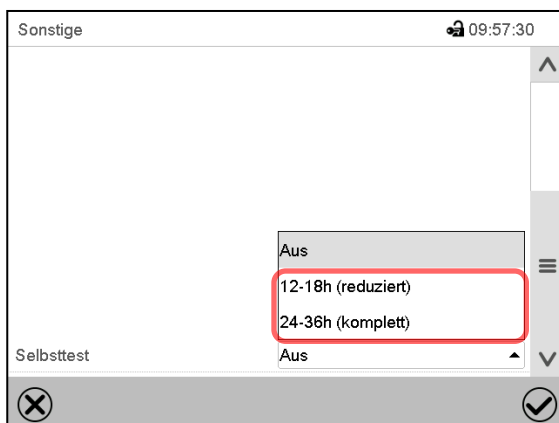 Sonstige 09:57:30
Aus
12-18h (reduziert)
24-36h (komplett)
Selbsttest Aus